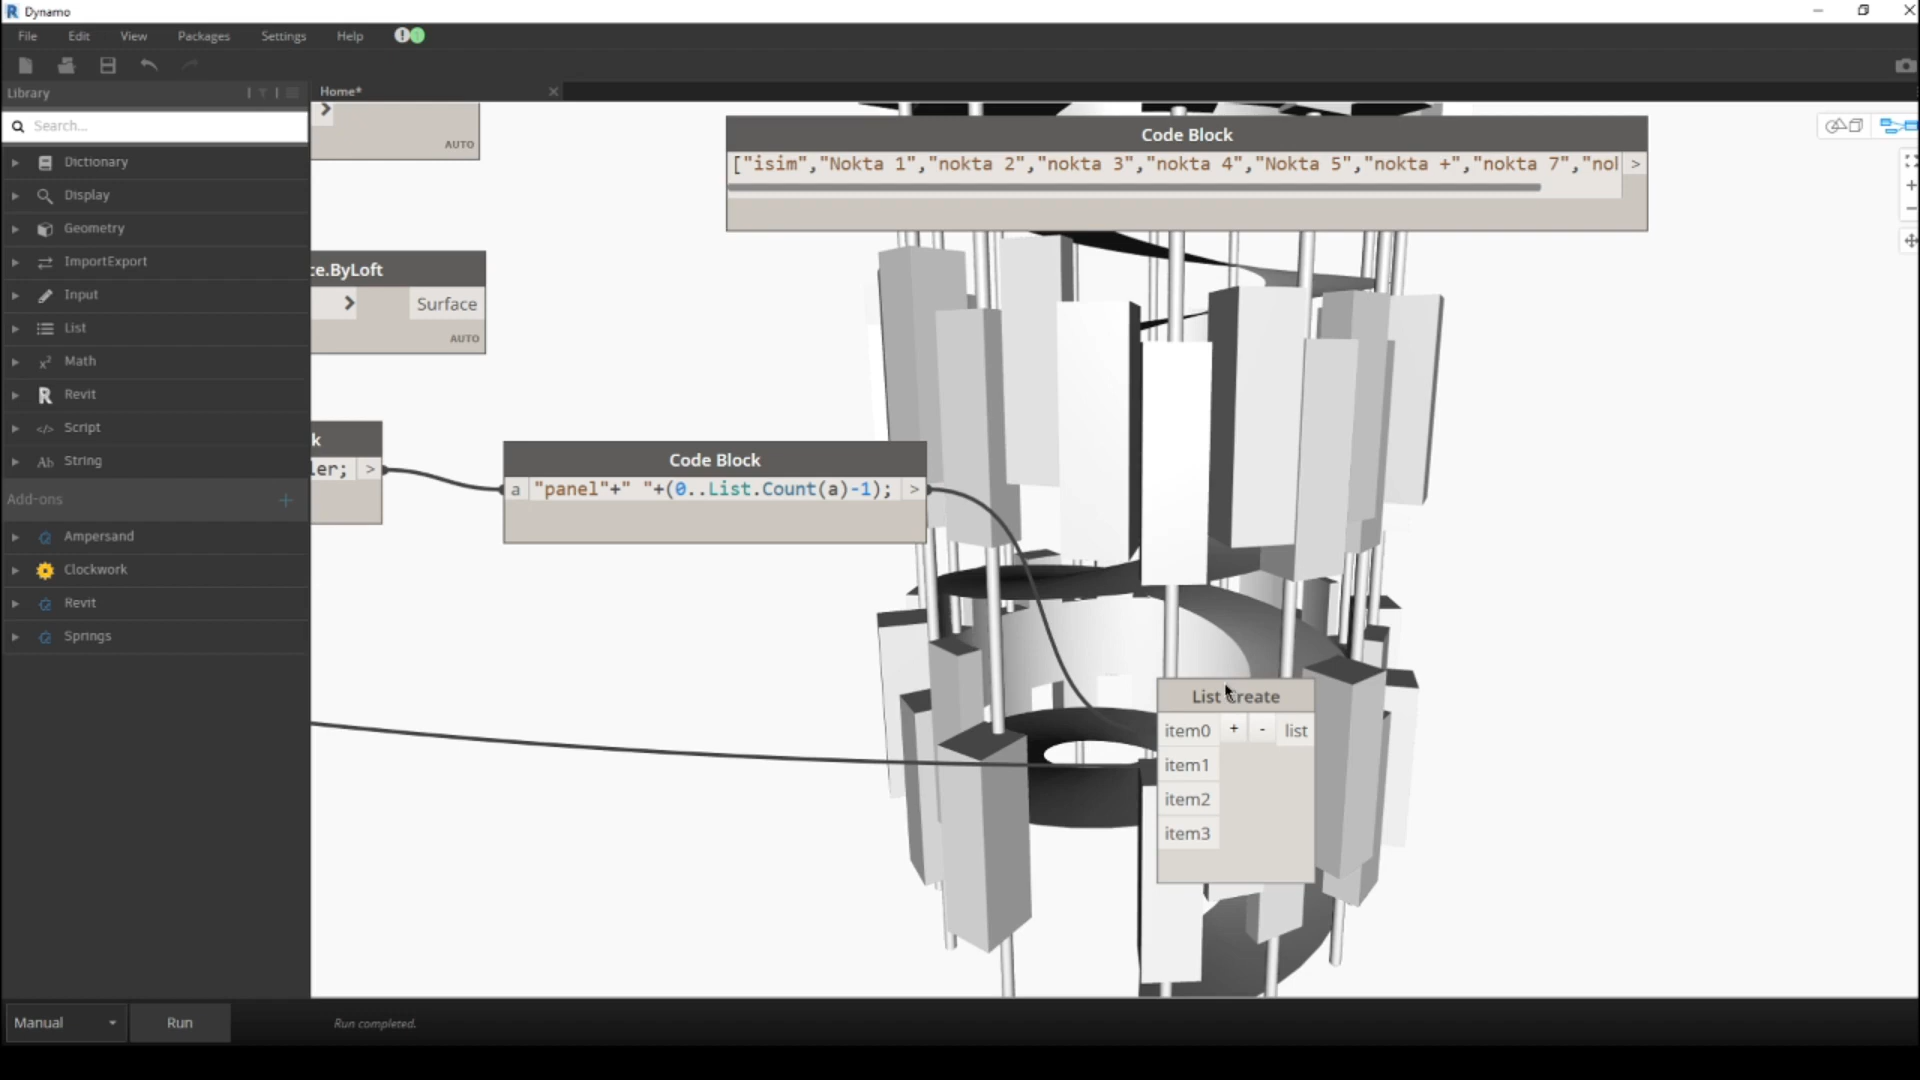 Dynamo
File Edit View Packages Settings Help
Library
Home*
Search...
Dictionary
Display
Geometry
ImportExport
Input
List
Math
Revit
Script
String
Add-ons
Ampersand
Clockwork
Revit
Springs
AUTO
Code Block
["isim","Nokta 1","nokta 2","nokta 3","nokta 4","Nokta 5","nokta +","nokta 7","nol >
ce.ByLoft
> Surface
AUTO
k
ler; >
Code Block
a "panel"+" "+(0..List.Count(a)-1); >
List Create
item0 + - list
item1
item2
item3
Manual Run Run completed.